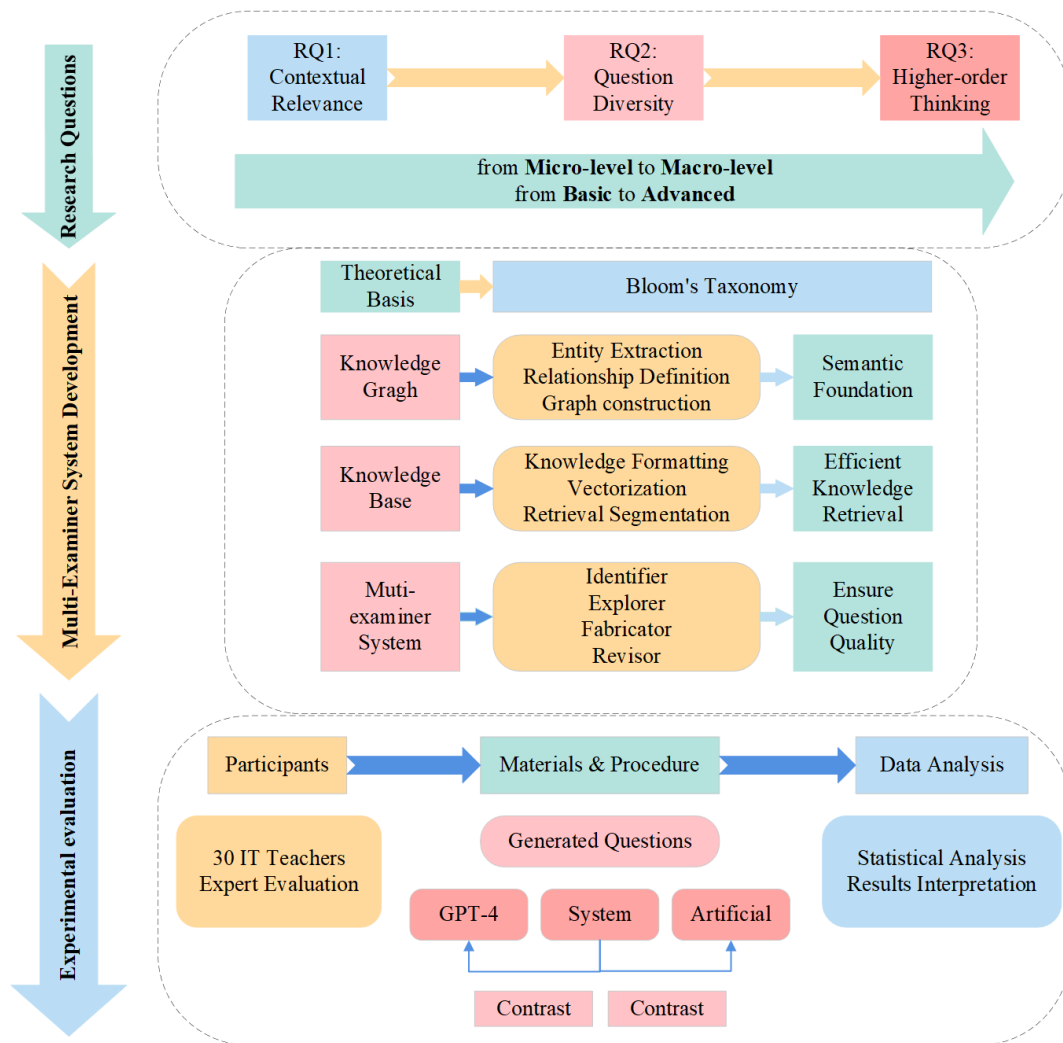 Research Questions
RQ1:
Contextual
Relevance
RQ2:
Question
Diversity
RQ3:
Higher-order
Thinking
from Micro-level to Macro-level
from Basic to Advanced
Multi-Examiner System Development
Theoretical
Basis
Bloom's Taxonomy
Knowledge
Gragh
Entity Extraction
Relationship Definition
Graph construction
Semantic
Foundation
Knowledge
Base
Knowledge Formatting
Vectorization
Retrieval Segmentation
Efficient
Knowledge
Retrieval
Muti-
examiner
System
Identifier
Explorer
Fabricator
Revisor
Ensure
Question
Quality
Experimental evaluation
Participants
Materials & Procedure
Data Analysis
30 IT Teachers
Expert Evaluation
Generated Questions
Statistical Analysis
Results Interpretation
GPT-4
System
Artificial
Contrast
Contrast